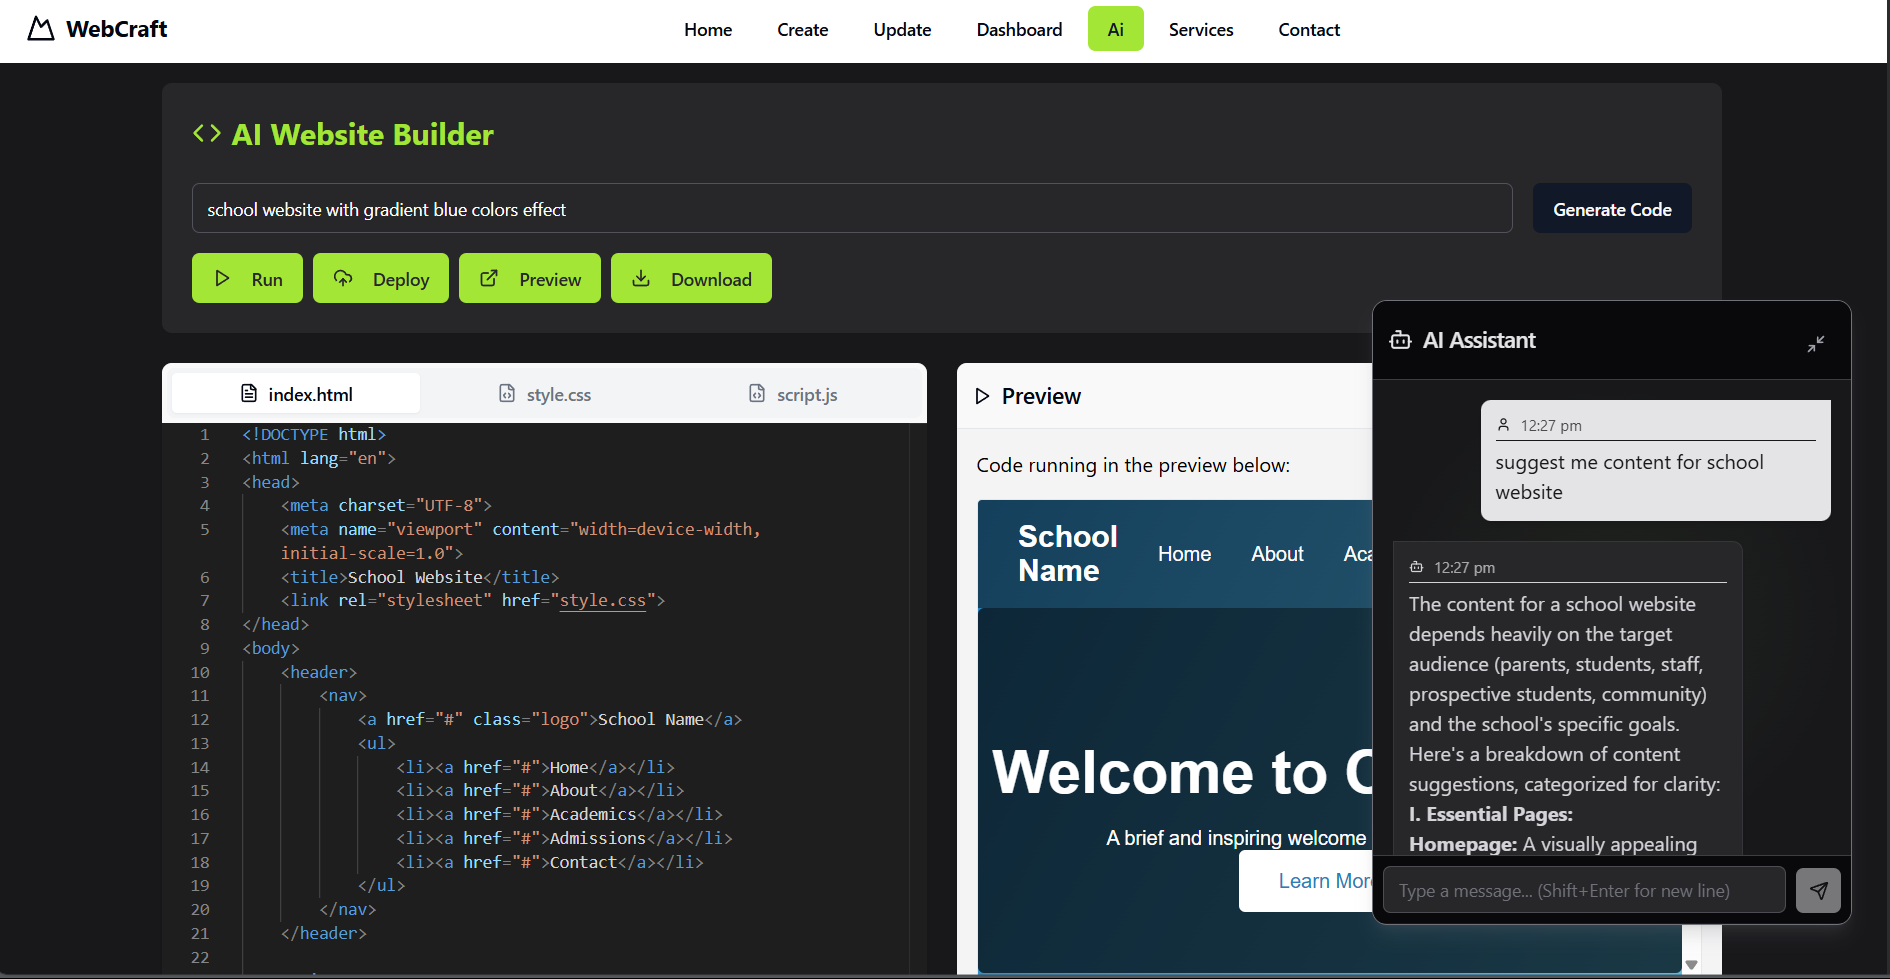 WebCraft
Home
Create
Update
Dashboard
Ai
Services
Contact
<> AI Website Builder
school website with gradient blue colors effect
Generate Code
Run
Deploy
Preview
Download
index.html
style.css
script.js
1 <!DOCTYPE html>
2 <html lang="en">
3 <head>
4 <meta charset="UTF-8">
5 <meta name="viewport" content="width=device-width,
initial-scale=1.0">
6 <title>School Website</title>
7 <link rel="stylesheet" href="style.css">
8 </head>
9 <body>
10 <header>
11 <nav>
12 <a href="#" class="logo">School Name</a>
13 <ul>
14 <li><a href="#">Home</a></li>
15 <li><a href="#">About</a></li>
16 <li><a href="#">Academics</a></li>
17 <li><a href="#">Admissions</a></li>
18 <li><a href="#">Contact</a></li>
19 </ul>
20 </nav>
21 </header>
22
Preview
Code running in the preview below:
School
Name
Home
About
Aca
Welcome to
A brief and inspiring welcome
Learn More
AI Assistant
12:27 pm
suggest me content for school
website
12:27 pm
The content for a school website
depends heavily on the target
audience (parents, students, staff,
prospective students, community)
and the school's specific goals.
Here's a breakdown of content
suggestions, categorized for clarity:
I. Essential Pages:
Homepage: A visually appealing
Type a message... (Shift+Enter for new line)